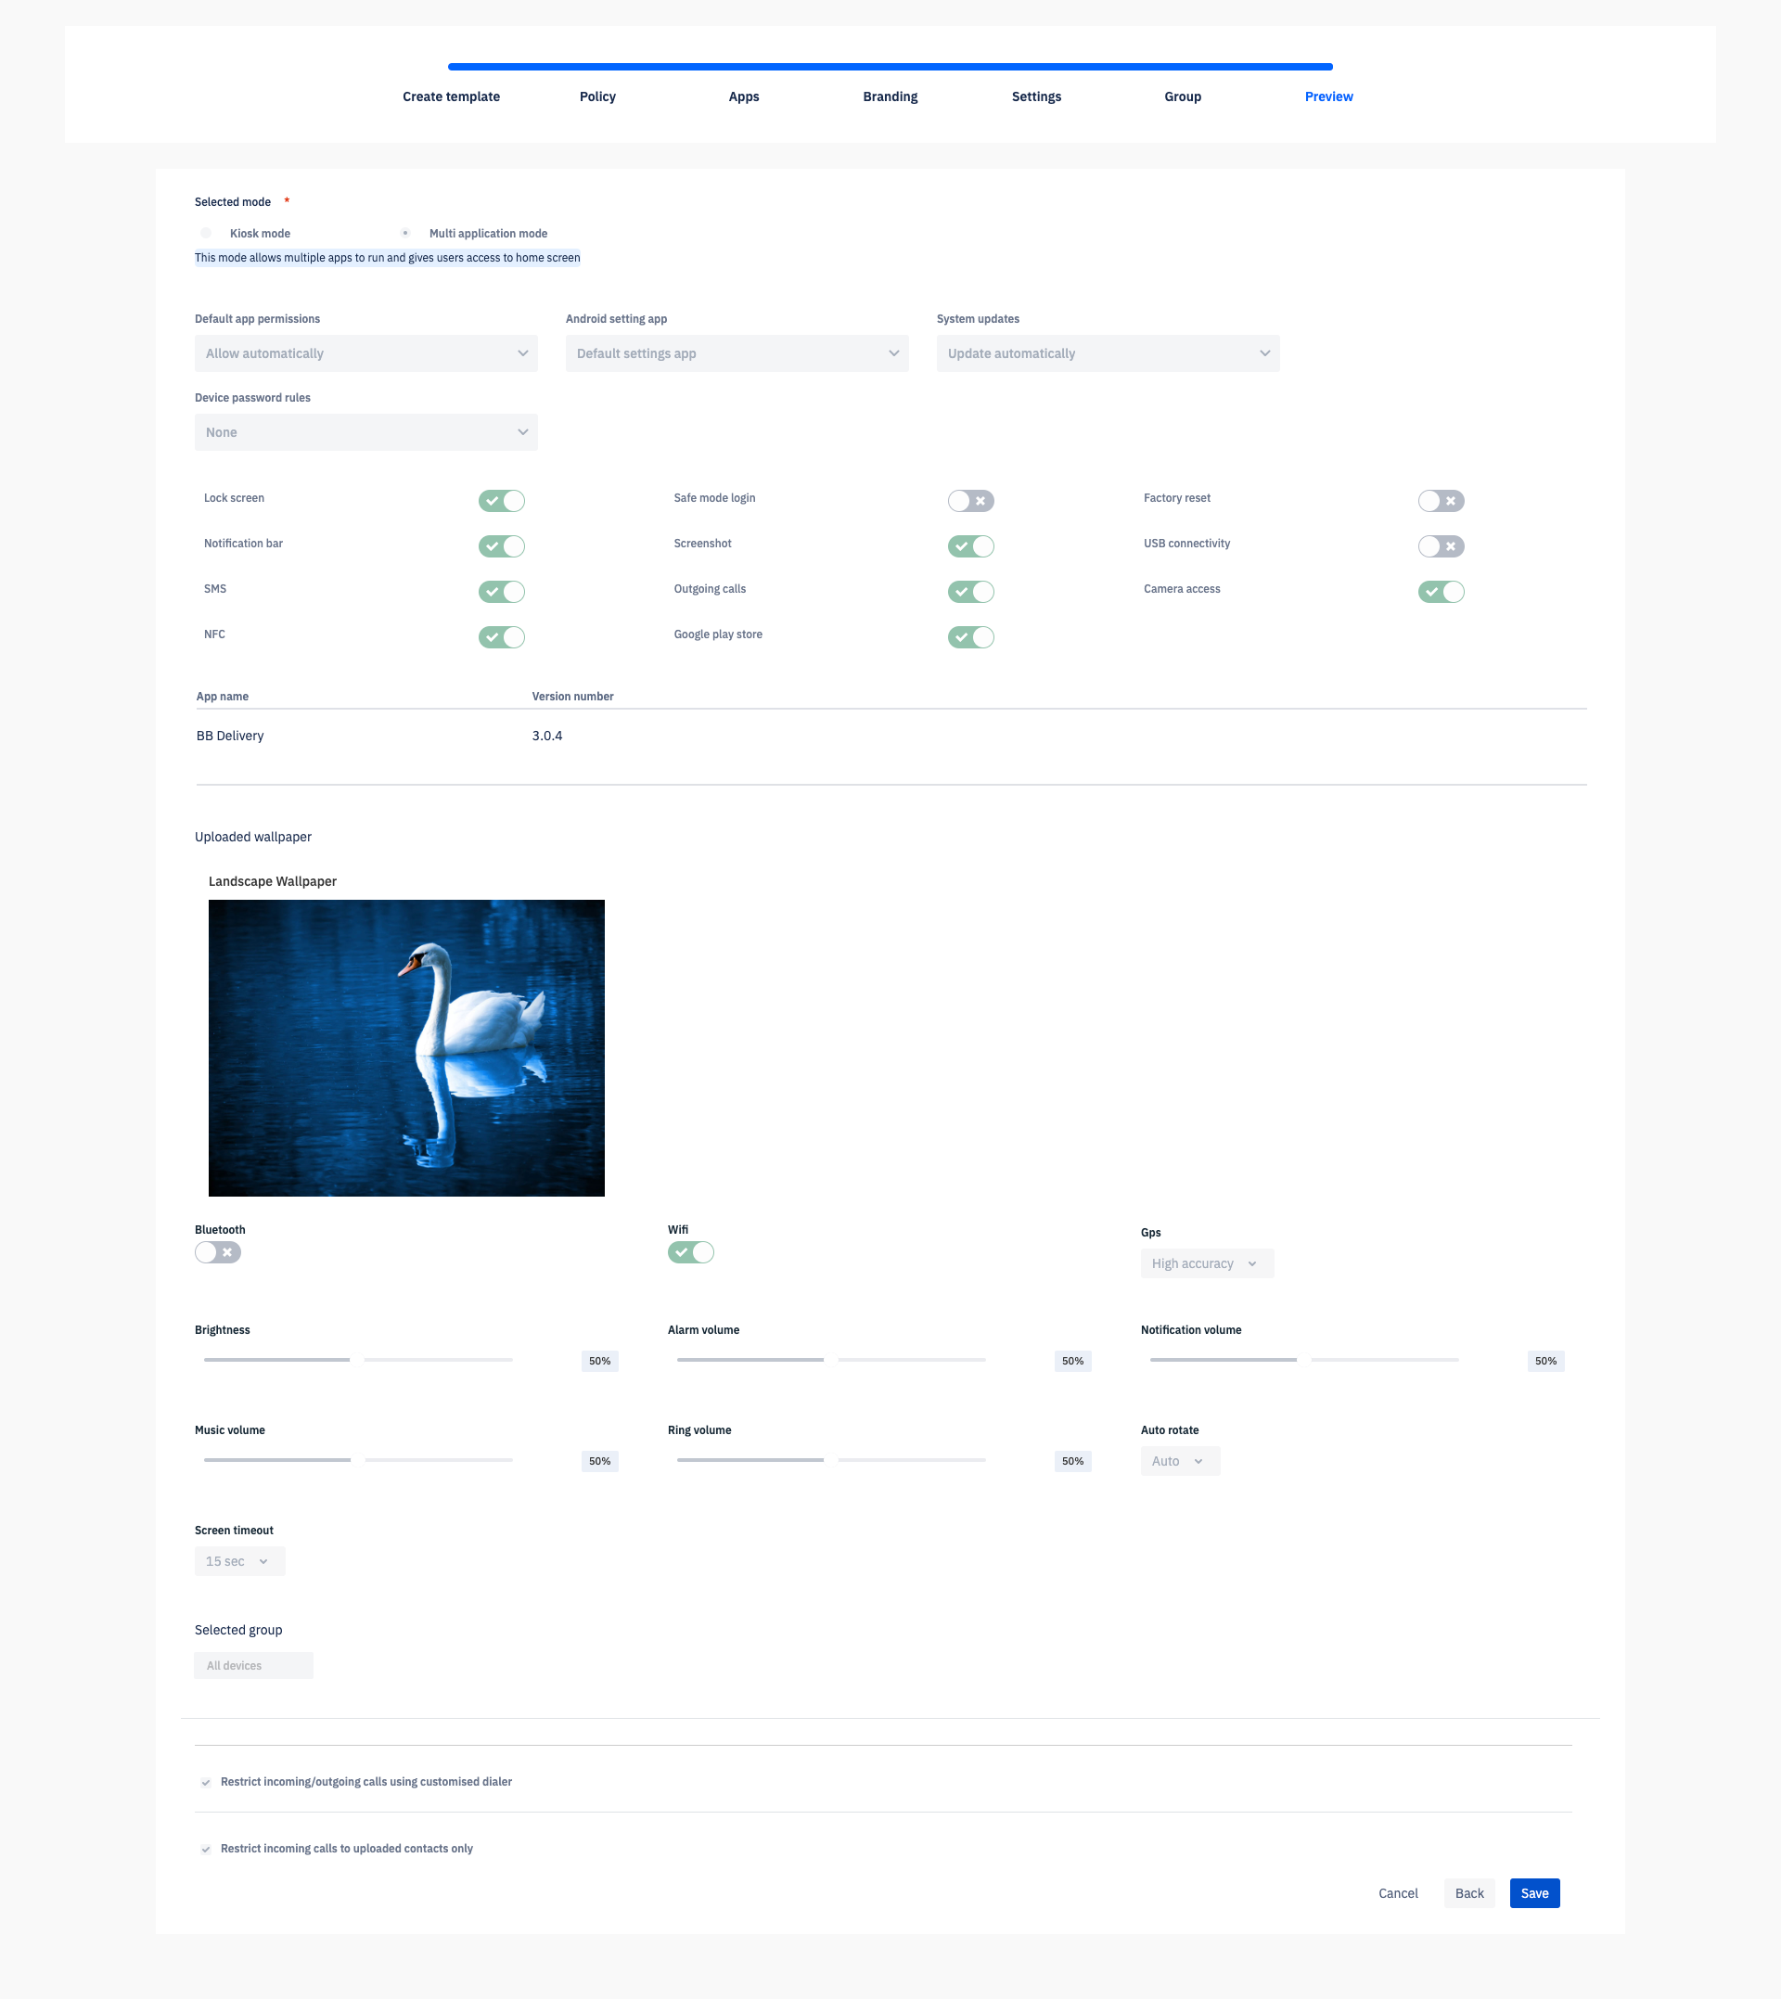 Create template Policy Apps Branding Settings Group Preview
Selected mode *
Kiosk mode Multi application mode
This mode allows multiple apps to run and gives users access to home screen
Default app permissions Android setting app System updates
Allow automatically Default settings app Update automatically
Device password rules
None
Lock screen Safe mode login Factory reset
Notification bar Screenshot USB connectivity
SMS Outgoing calls Camera access
NFC Google play store
App name Version number
BB Delivery 3.0.4
Uploaded wallpaper
Landscape Wallpaper
Bluetooth Wifi Gps
High accuracy
Brightness Alarm volume Notification volume
50% 50% 50%
Music volume Ring volume Auto rotate
50% 50% Auto
Screen timeout
15 sec
Selected group
All devices
Restrict incoming/outgoing calls using customised dialer
Restrict incoming calls to uploaded contacts only
Cancel Back Save